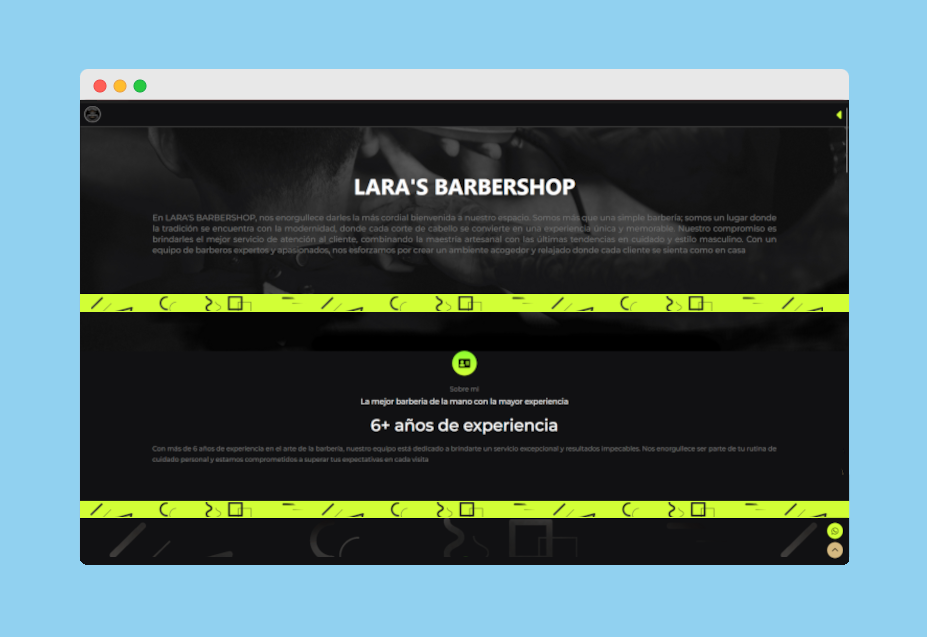 LARA'S BARBERSHOP
En LARA'S BARBERSHOP, nos enorgullece darles la más cordial bienvenida a nuestro espacio. Somos más que una simple barbería; somos un lugar donde
la tradición se encuentra con la modernidad, donde cada corte de cabello se convierte en una experiencia única y memorable. Nuestro compromiso es
brindarles el mejor servicio de atención al cliente, combinando la maestría artesanal con las últimas tendencias en cuidado y estilo masculino. Con un
equipo de barberos expertos y apasionados, nos esforzamos por crear un ambiente acogedor y relajado donde cada cliente se sienta como en casa
Sobre mi
La mejor barberia de la mano con la mayor experiencia
6+ años de experiencia
Con más de 6 años de experiencia en el arte de la barbería, nuestro equipo está dedicado a brindarte un servicio excepcional y resultados impecables. Nos enorgullece ser parte de tu rutina de
cuidado personal y estamos comprometidos a superar tus expectativas en cada visita